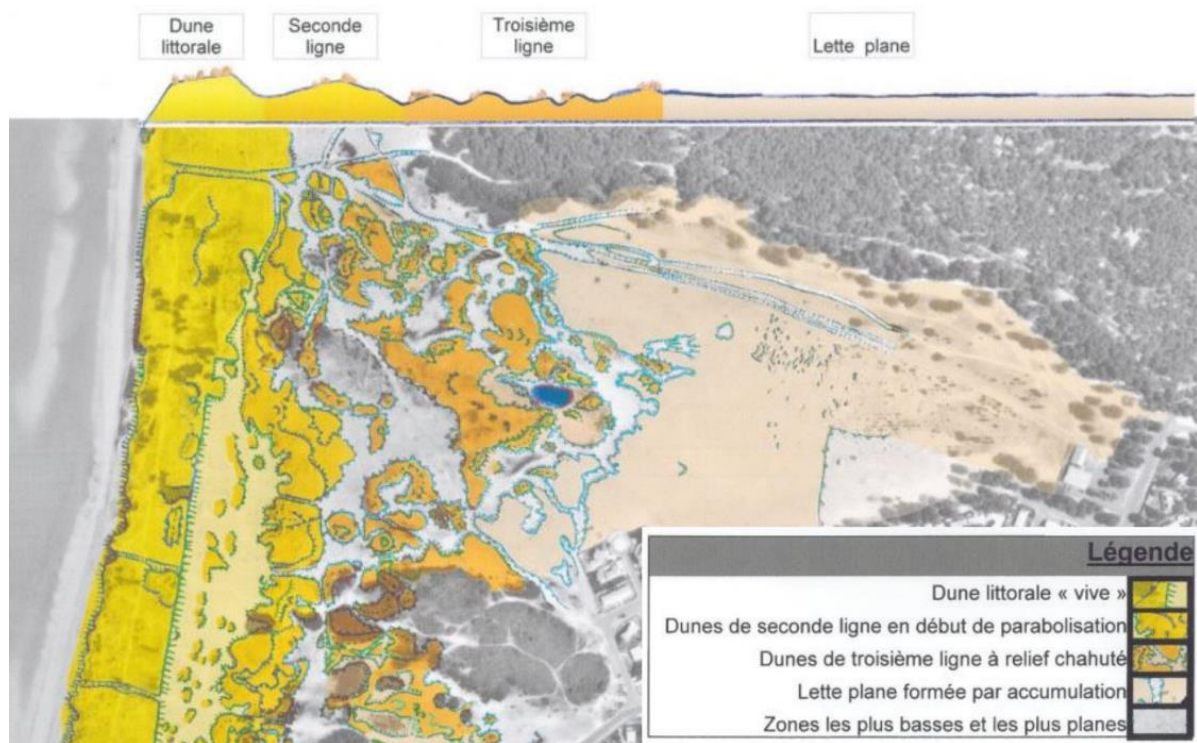 Dune
littorale
Seconde
ligne
Troisième
ligne
Lette plane
Légende
Dune littorale « vive »
Dunes de seconde ligne en début de parabolisation
Dunes de troisième ligne à relief chahuté
Lette plane formée par accumulation
Zones les plus basses et les plus planes